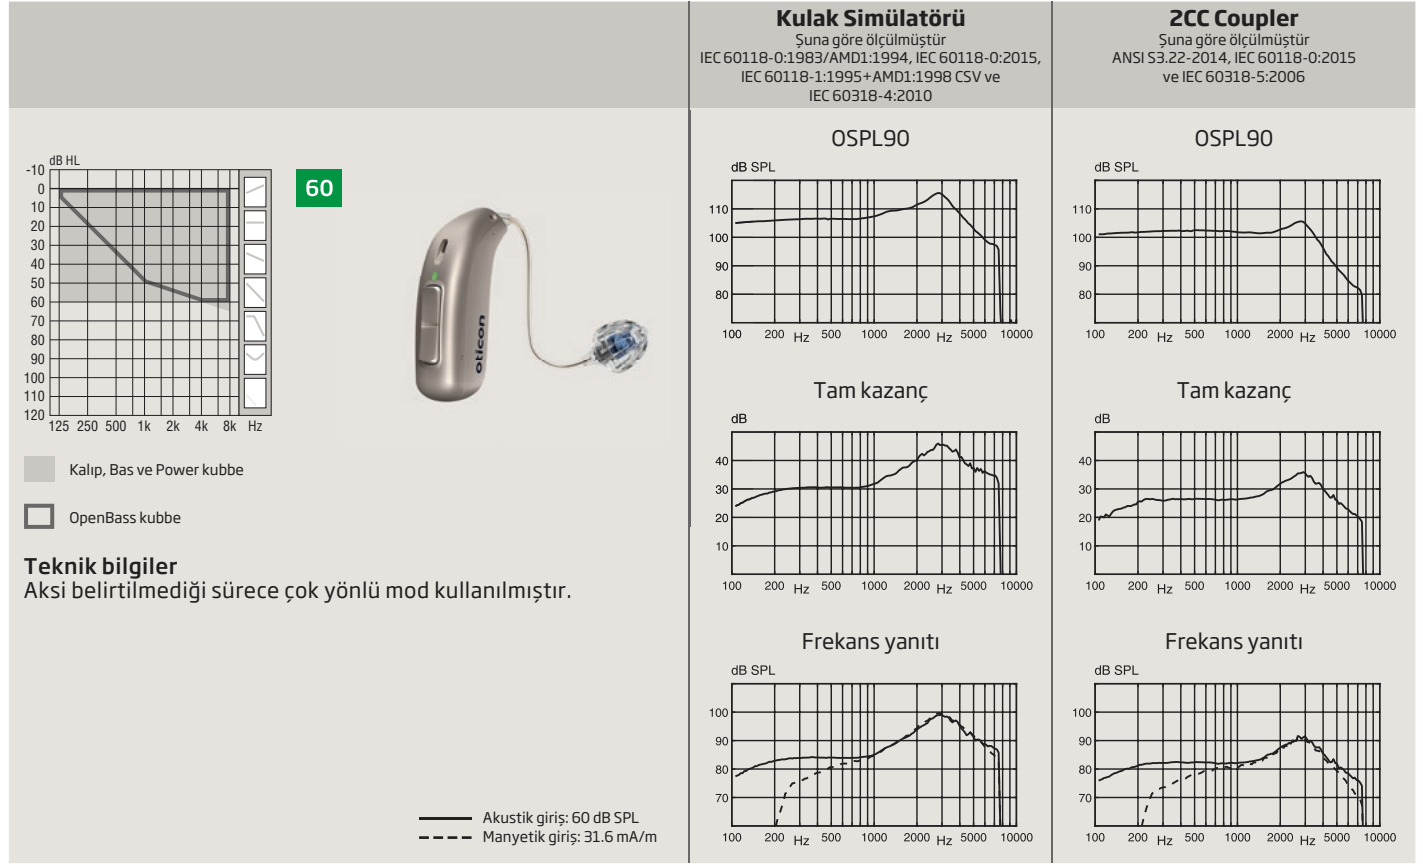 Kulak Simülatörü
Şuna göre ölçülmüştür
IEC 60118-0:1983/AMD1:1994, IEC 60118-0:2015,
IEC 60118-1:1995+AMD1:1998 CSV ve
IEC 60318-4:2010
2CC Coupler
Şuna göre ölçülmüştür
ANSI S3.22-2014, IEC 60118-0:2015
ve IEC 60318-5:2006
dB HL
-10
0
10
20
30
40
50
60
70
80
90
100
110
120
125 250 500 1k 2k 4k 8k Hz
60
oticon
Kalıp, Bas ve Power kubbe
OpenBass kubbe
Teknik bilgiler
Aksi belirtilmediği sürece çok yönlü mod kullanılmıştır.
Akustik giriş: 60 dB SPL
Manyetik giriş: 31.6 mA/m
OSPL90
dB SPL
110
100
90
80
100 200 Hz 500 1000 2000 Hz 5000 10000
Tam kazanç
dB
40
30
20
10
100 200 Hz 500 1000 2000 Hz 5000 10000
Frekans yanıtı
dB SPL
100
90
80
70
100 200 Hz 500 1000 2000 Hz 5000 10000
OSPL90
dB SPL
110
100
90
80
100 200 Hz 500 1000 2000 Hz 5000 10000
Tam kazanç
dB
40
30
20
10
100 200 Hz 500 1000 2000 Hz 5000 10000
Frekans yanıtı
dB SPL
100
90
80
70
100 200 Hz 500 1000 2000 Hz 5000 10000